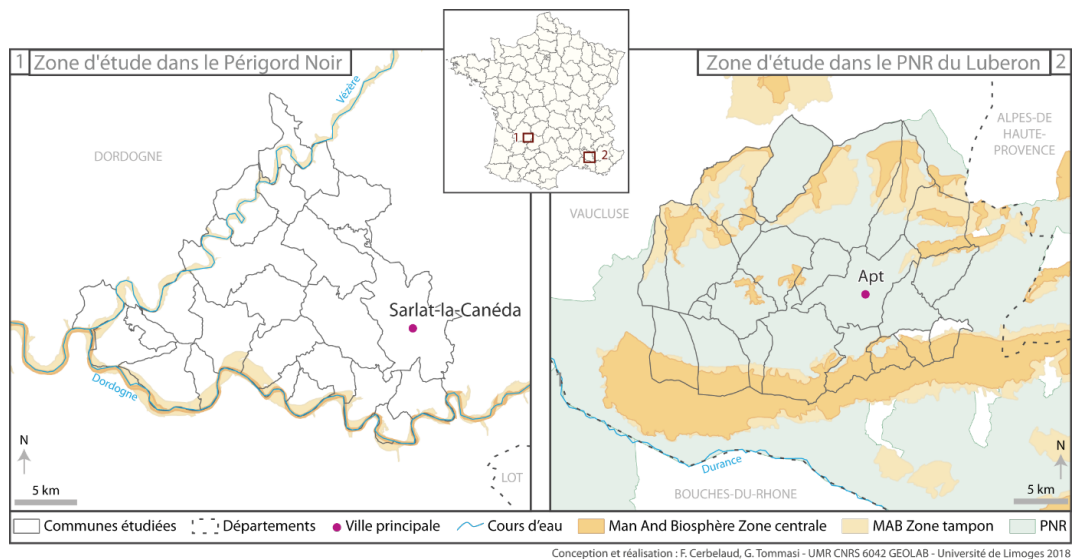 1 Zone d'étude dans le Périgord Noir
Zone d'étude dans le PNR du Luberon 2
1
2
Vézère
DORDOGNE
Sarlat-la-Canéda
Dordogne
N
5 km
LOT
ALPES-DE
HAUTE-
PROVENCE
VAUCLUSE
Apt
Durance
BOUCHES-DU-RHONE
N
5 km
Communes étudiées
Départements
Ville principale
Cours d'eau
Man And Biosphère Zone centrale
MAB Zone tampon
PNR
Conception et réalisation : F. Cerbelaud, G. Tommasi - UMR CNRS 6042 GEOLAB - Université de Limoges 2018